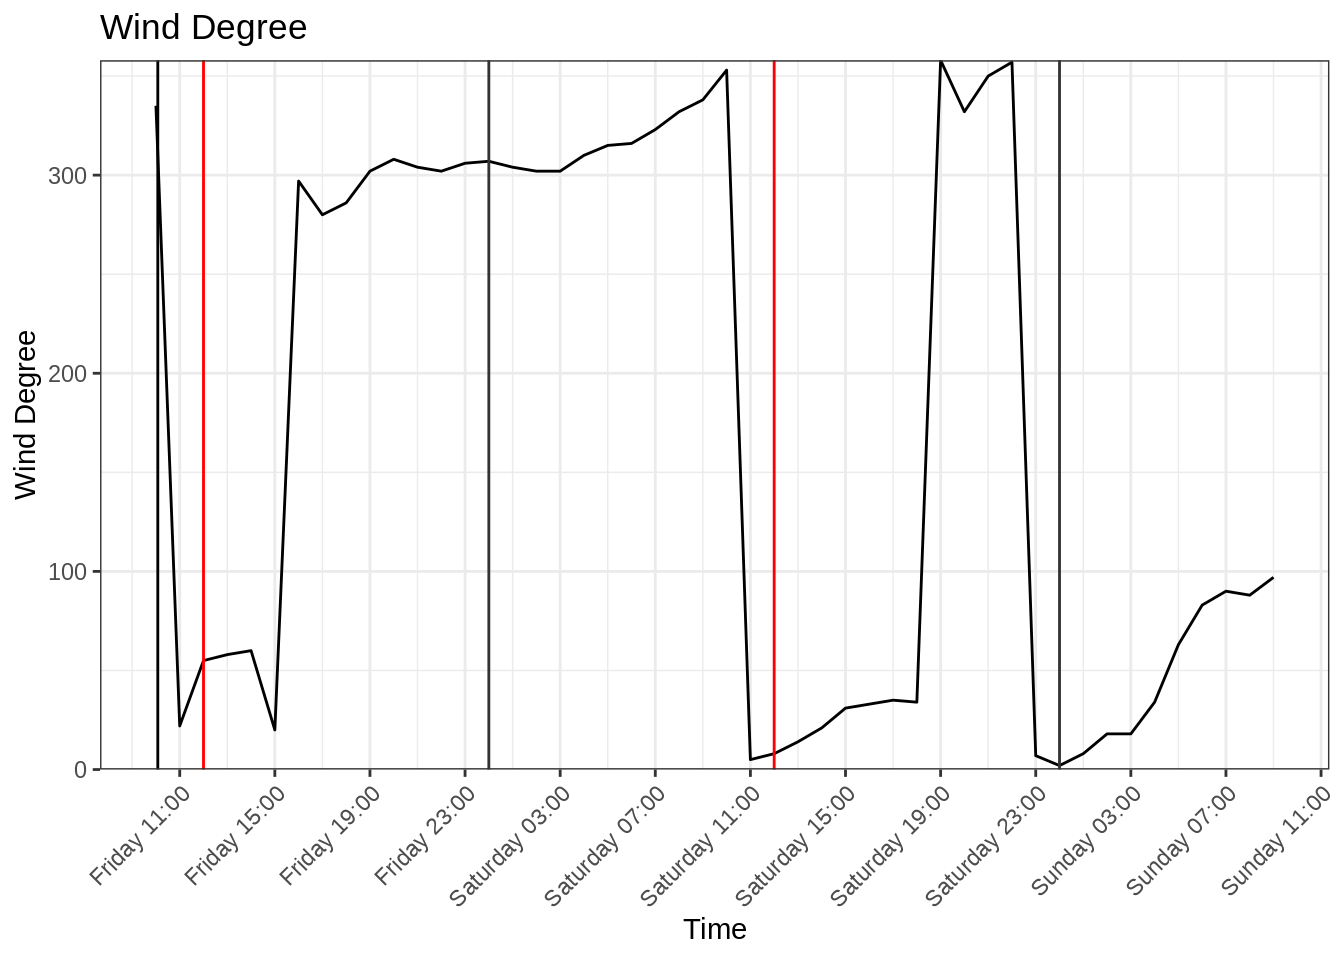 Wind Degree
Wind Degree
300
200
100
0
Friday 11:00
Friday 15:00
Friday 19:00
Friday 23:00
Saturday 03:00
Saturday 07:00
Saturday 11:00
Saturday 15:00
Saturday 19:00
Saturday 23:00
Sunday 03:00
Sunday 07:00
Sunday 11:00
Time